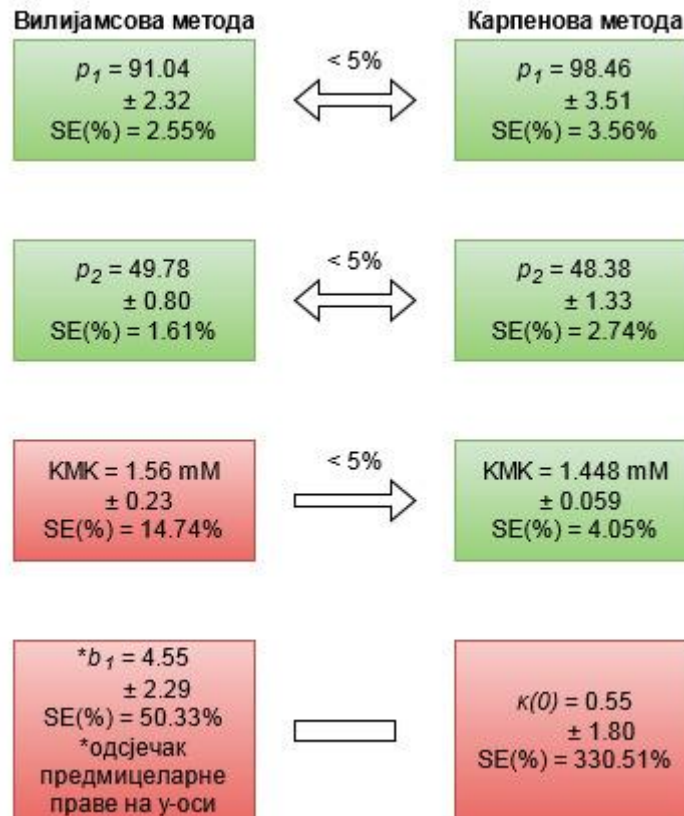 Вилијамсова метода
Карпенова метода
p1 = 91.04
± 2.32
SE(%) = 2.55%
< 5%
p1 = 98.46
± 3.51
SE(%) = 3.56%
p2 = 49.78
± 0.80
SE(%) = 1.61%
< 5%
p2 = 48.38
± 1.33
SE(%) = 2.74%
КМК = 1.56 mM
± 0.23
SE(%) = 14.74%
< 5%
КМК = 1.448 mM
± 0.059
SE(%) = 4.05%
*b1 = 4.55
± 2.29
SE(%) = 50.33%
*одсјечак
предмицеларне
праве на y-оси
κ(0) = 0.55
± 1.80
SE(%) = 330.51%